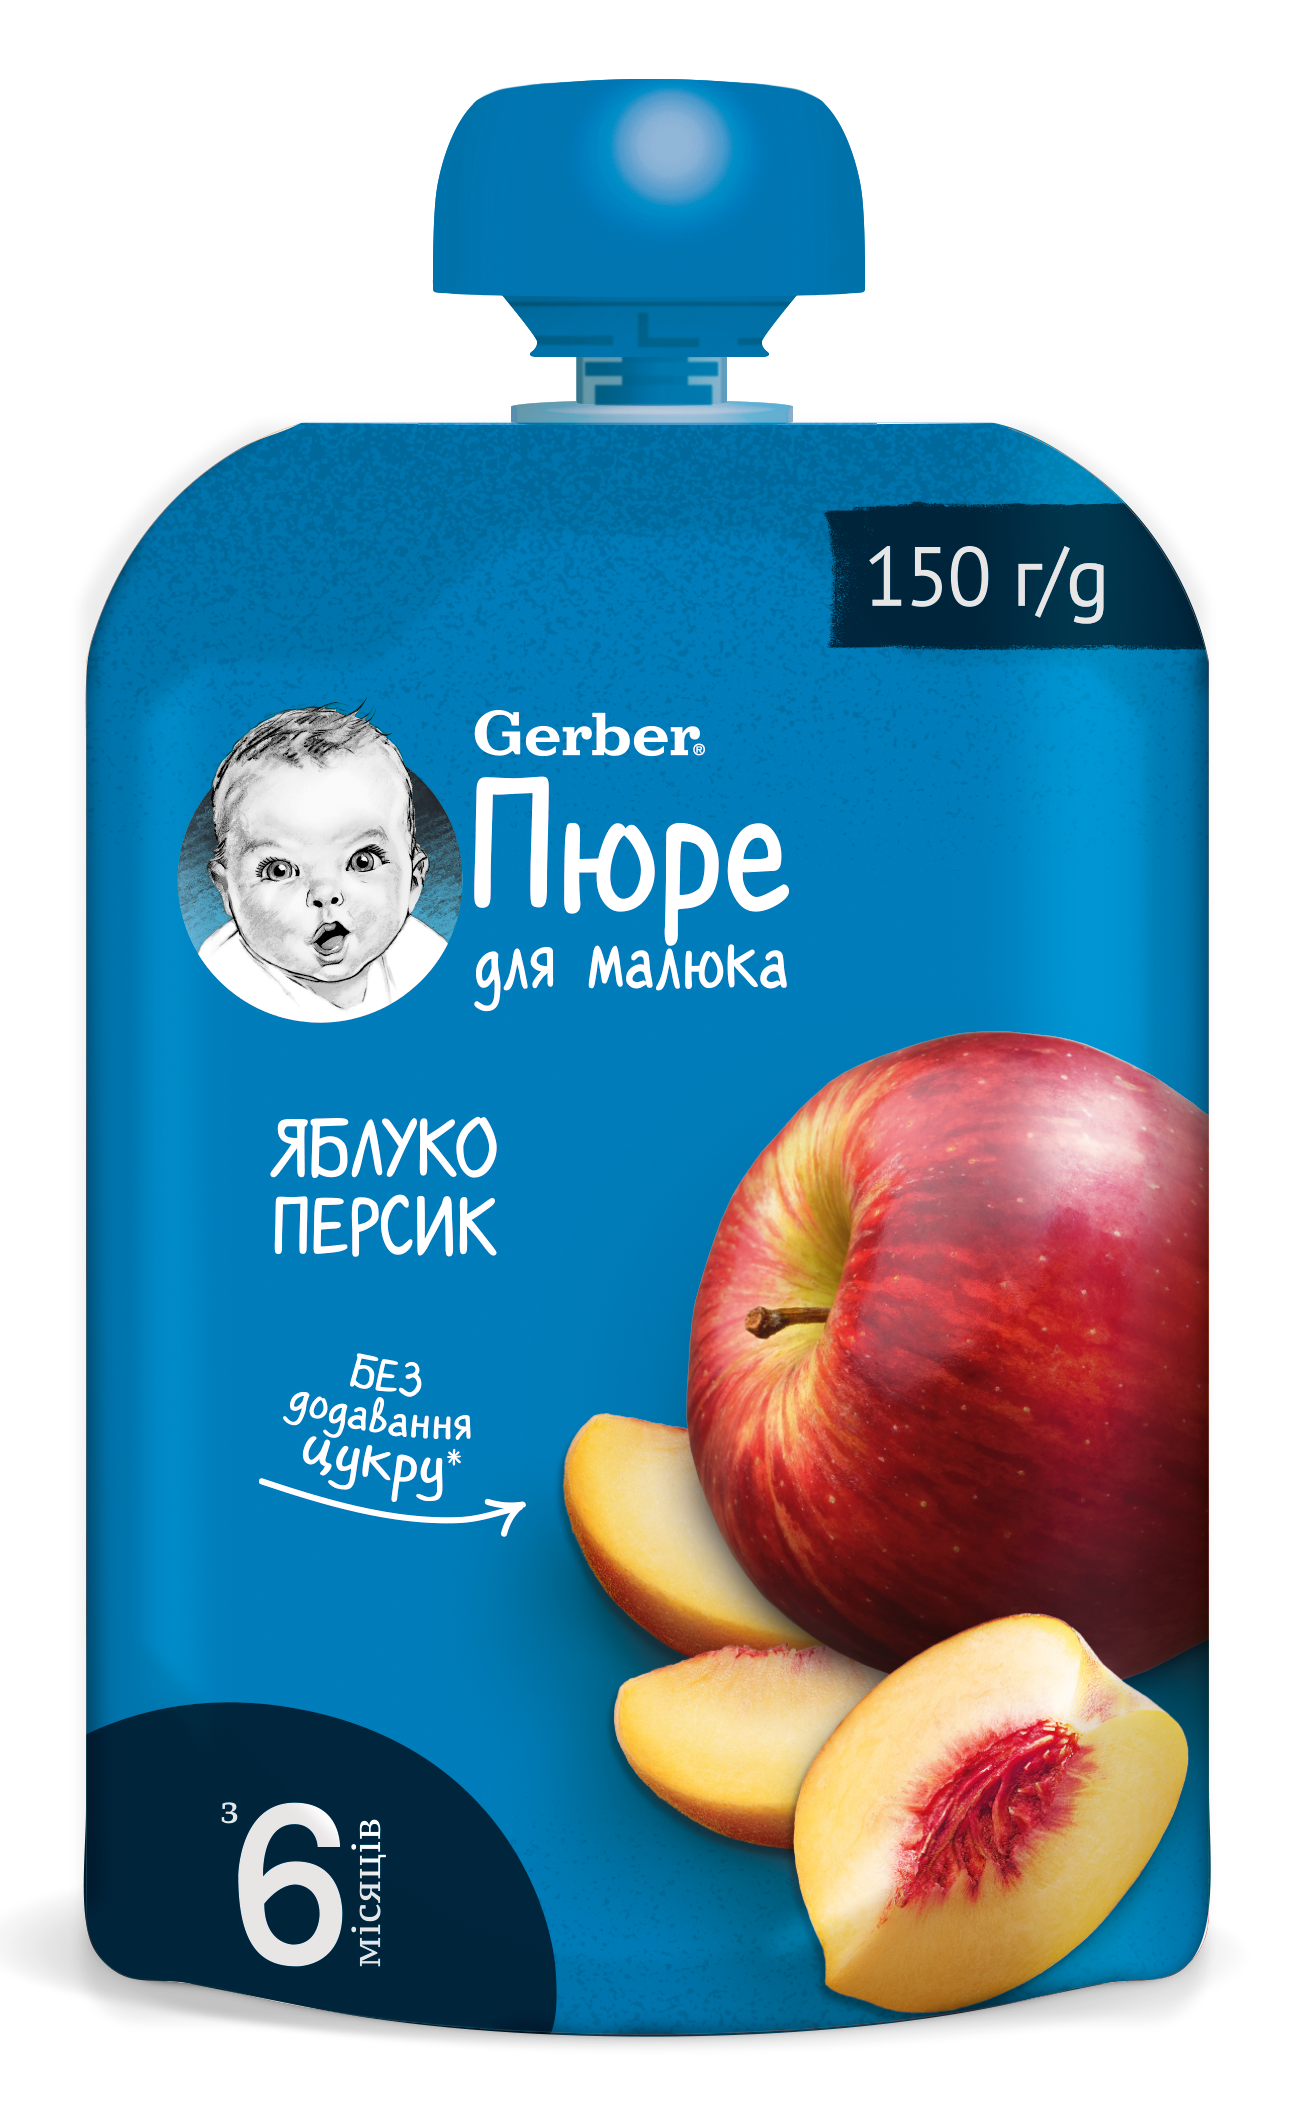 150 г/g
Gerber®
Пюре
для малюка
ЯБЛУКО
ПЕРСИК
БЕЗ
додавання
цукру*
з 6 місяців